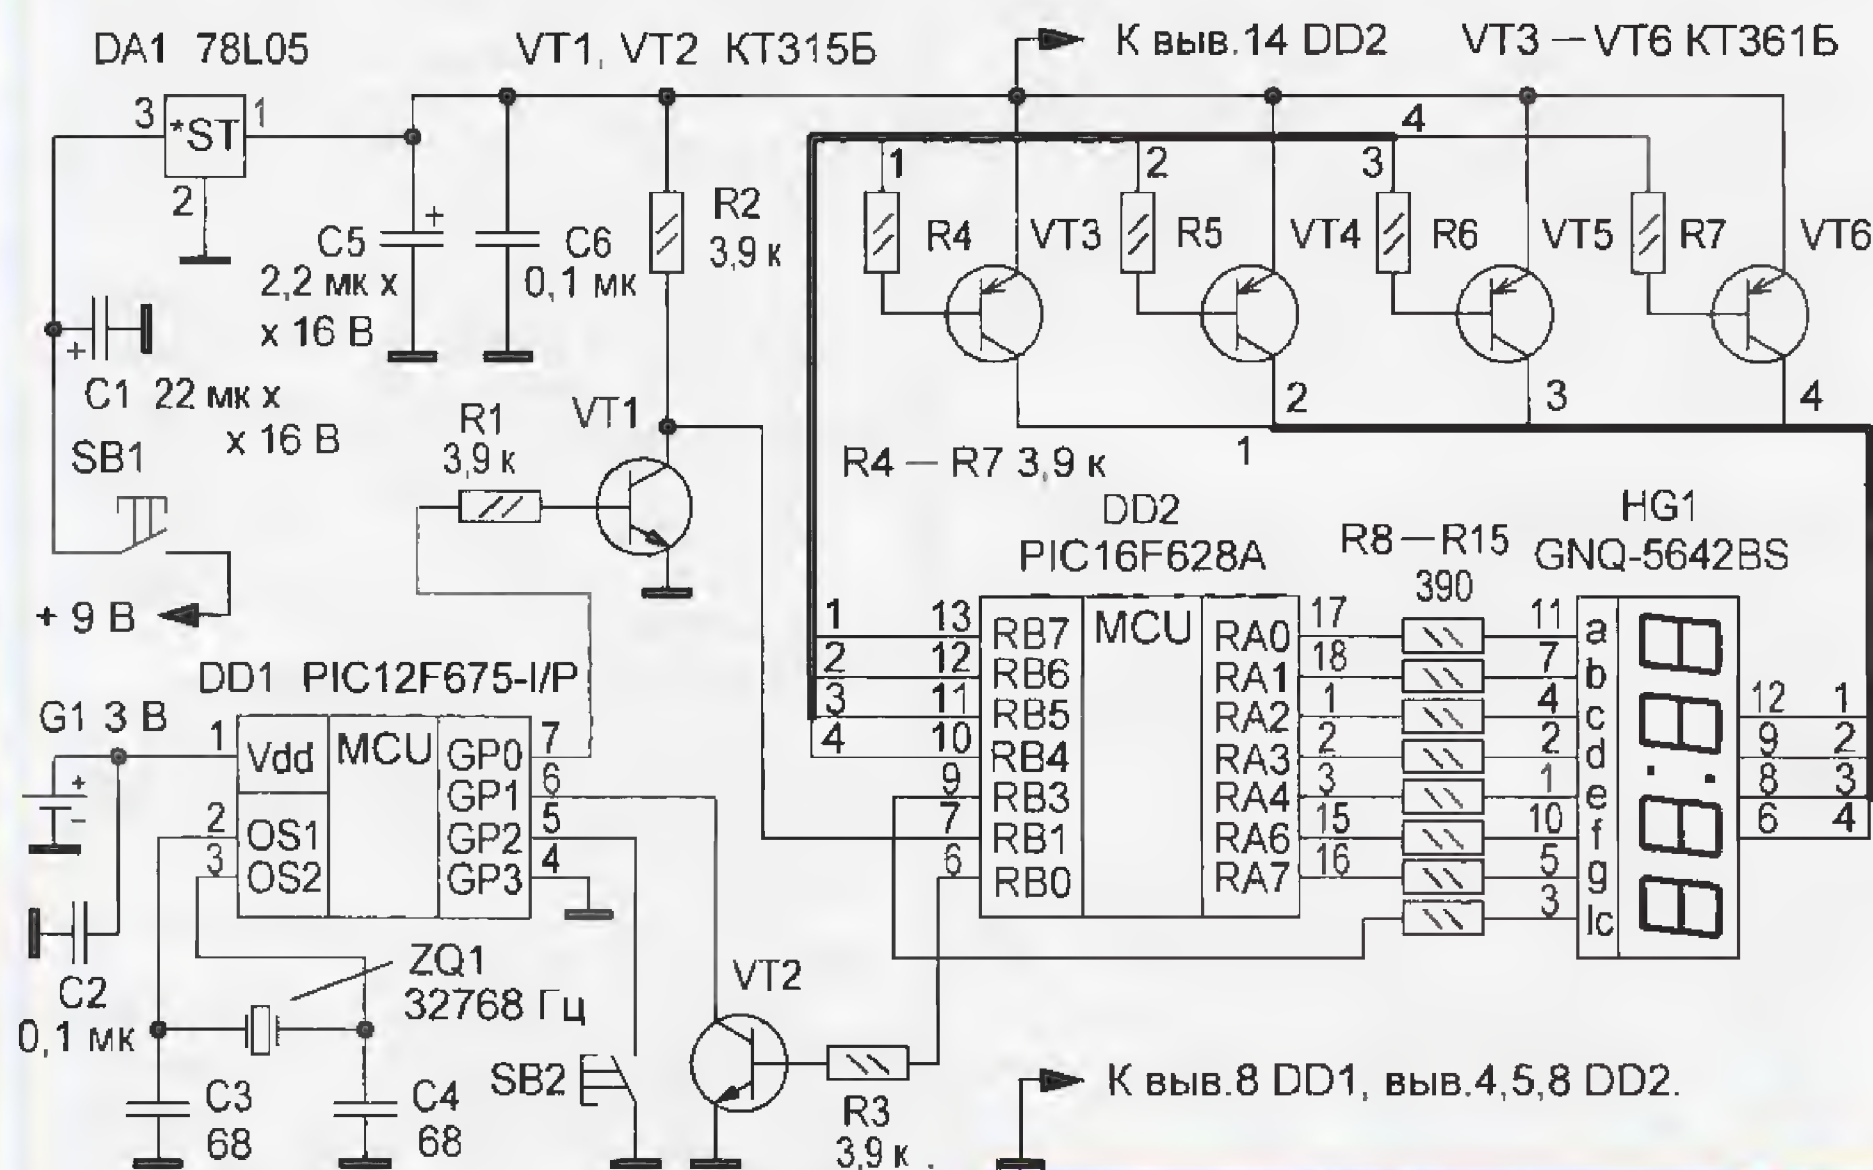 DA1 78L05
VT1, VT2 КТ315Б
К выв.14 DD2
VT3 — VT6 КТ361Б
3
*ST
1
2
4
1
2
3
C5
2,2 мк x
x 16 В
+
C6
0,1 мк
R2
3,9 к
R4
VT3
R5
VT4
R6
VT5
R7
VT6
+
C1 22 мк x
x 16 В
SB1
+ 9 В
R1
3,9 к
VT1
1
2
3
4
R4 — R7 3,9 к
DD2
PIC16F628A
R8—R15
390
HG1
GNQ-5642BS
1 13 RB7 MCU RA0 17 11 a
2 12 RB6 RA1 18 7 b
3 11 RB5 RA2 1 4 c 12 1
4 10 RB4 RA3 2 2 d 9 2
9 RB3 RA4 3 1 e 8 3
7 RB1 RA6 15 10 f 6 4
6 RB0 RA7 16 5 g
3 lc
DD1 PIC12F675-I/P
G1 3 В
+
−
1 Vdd MCU GP0 7
GP1 6
2 OS1 GP2 5
3 OS2 GP3 4
C2
0,1 мк
ZQ1
32768 Гц
C3
68
C4
68
SB2
VT2
R3
3,9 к .
К выв.8 DD1, выв.4,5,8 DD2.